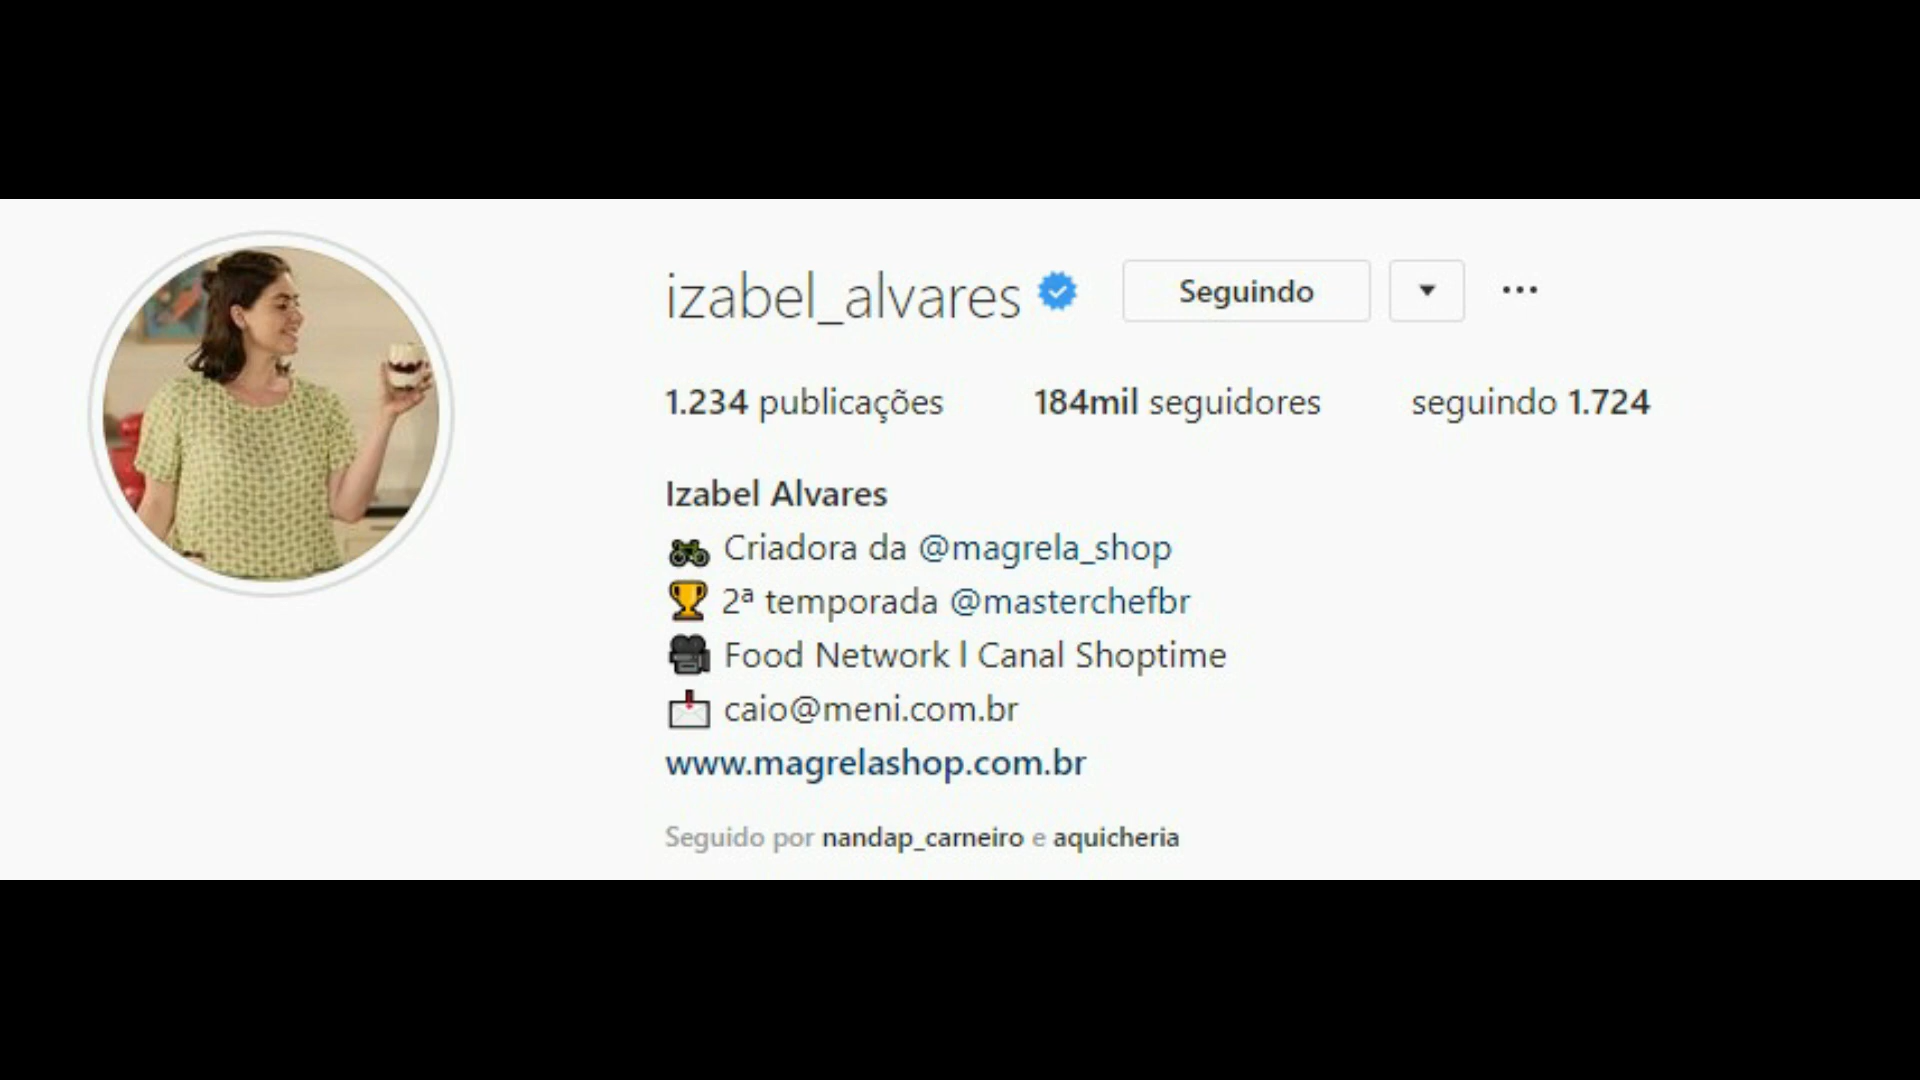 izabel_alvares Seguindo
1.234 publicações 184mil seguidores seguindo 1.724
Izabel Alvares
Criadora da @magrela_shop
2ª temporada @masterchefbr
Food Network l Canal Shoptime
caio@meni.com.br
www.magrelashop.com.br
Seguido por nandap_carneiro e aquicheria